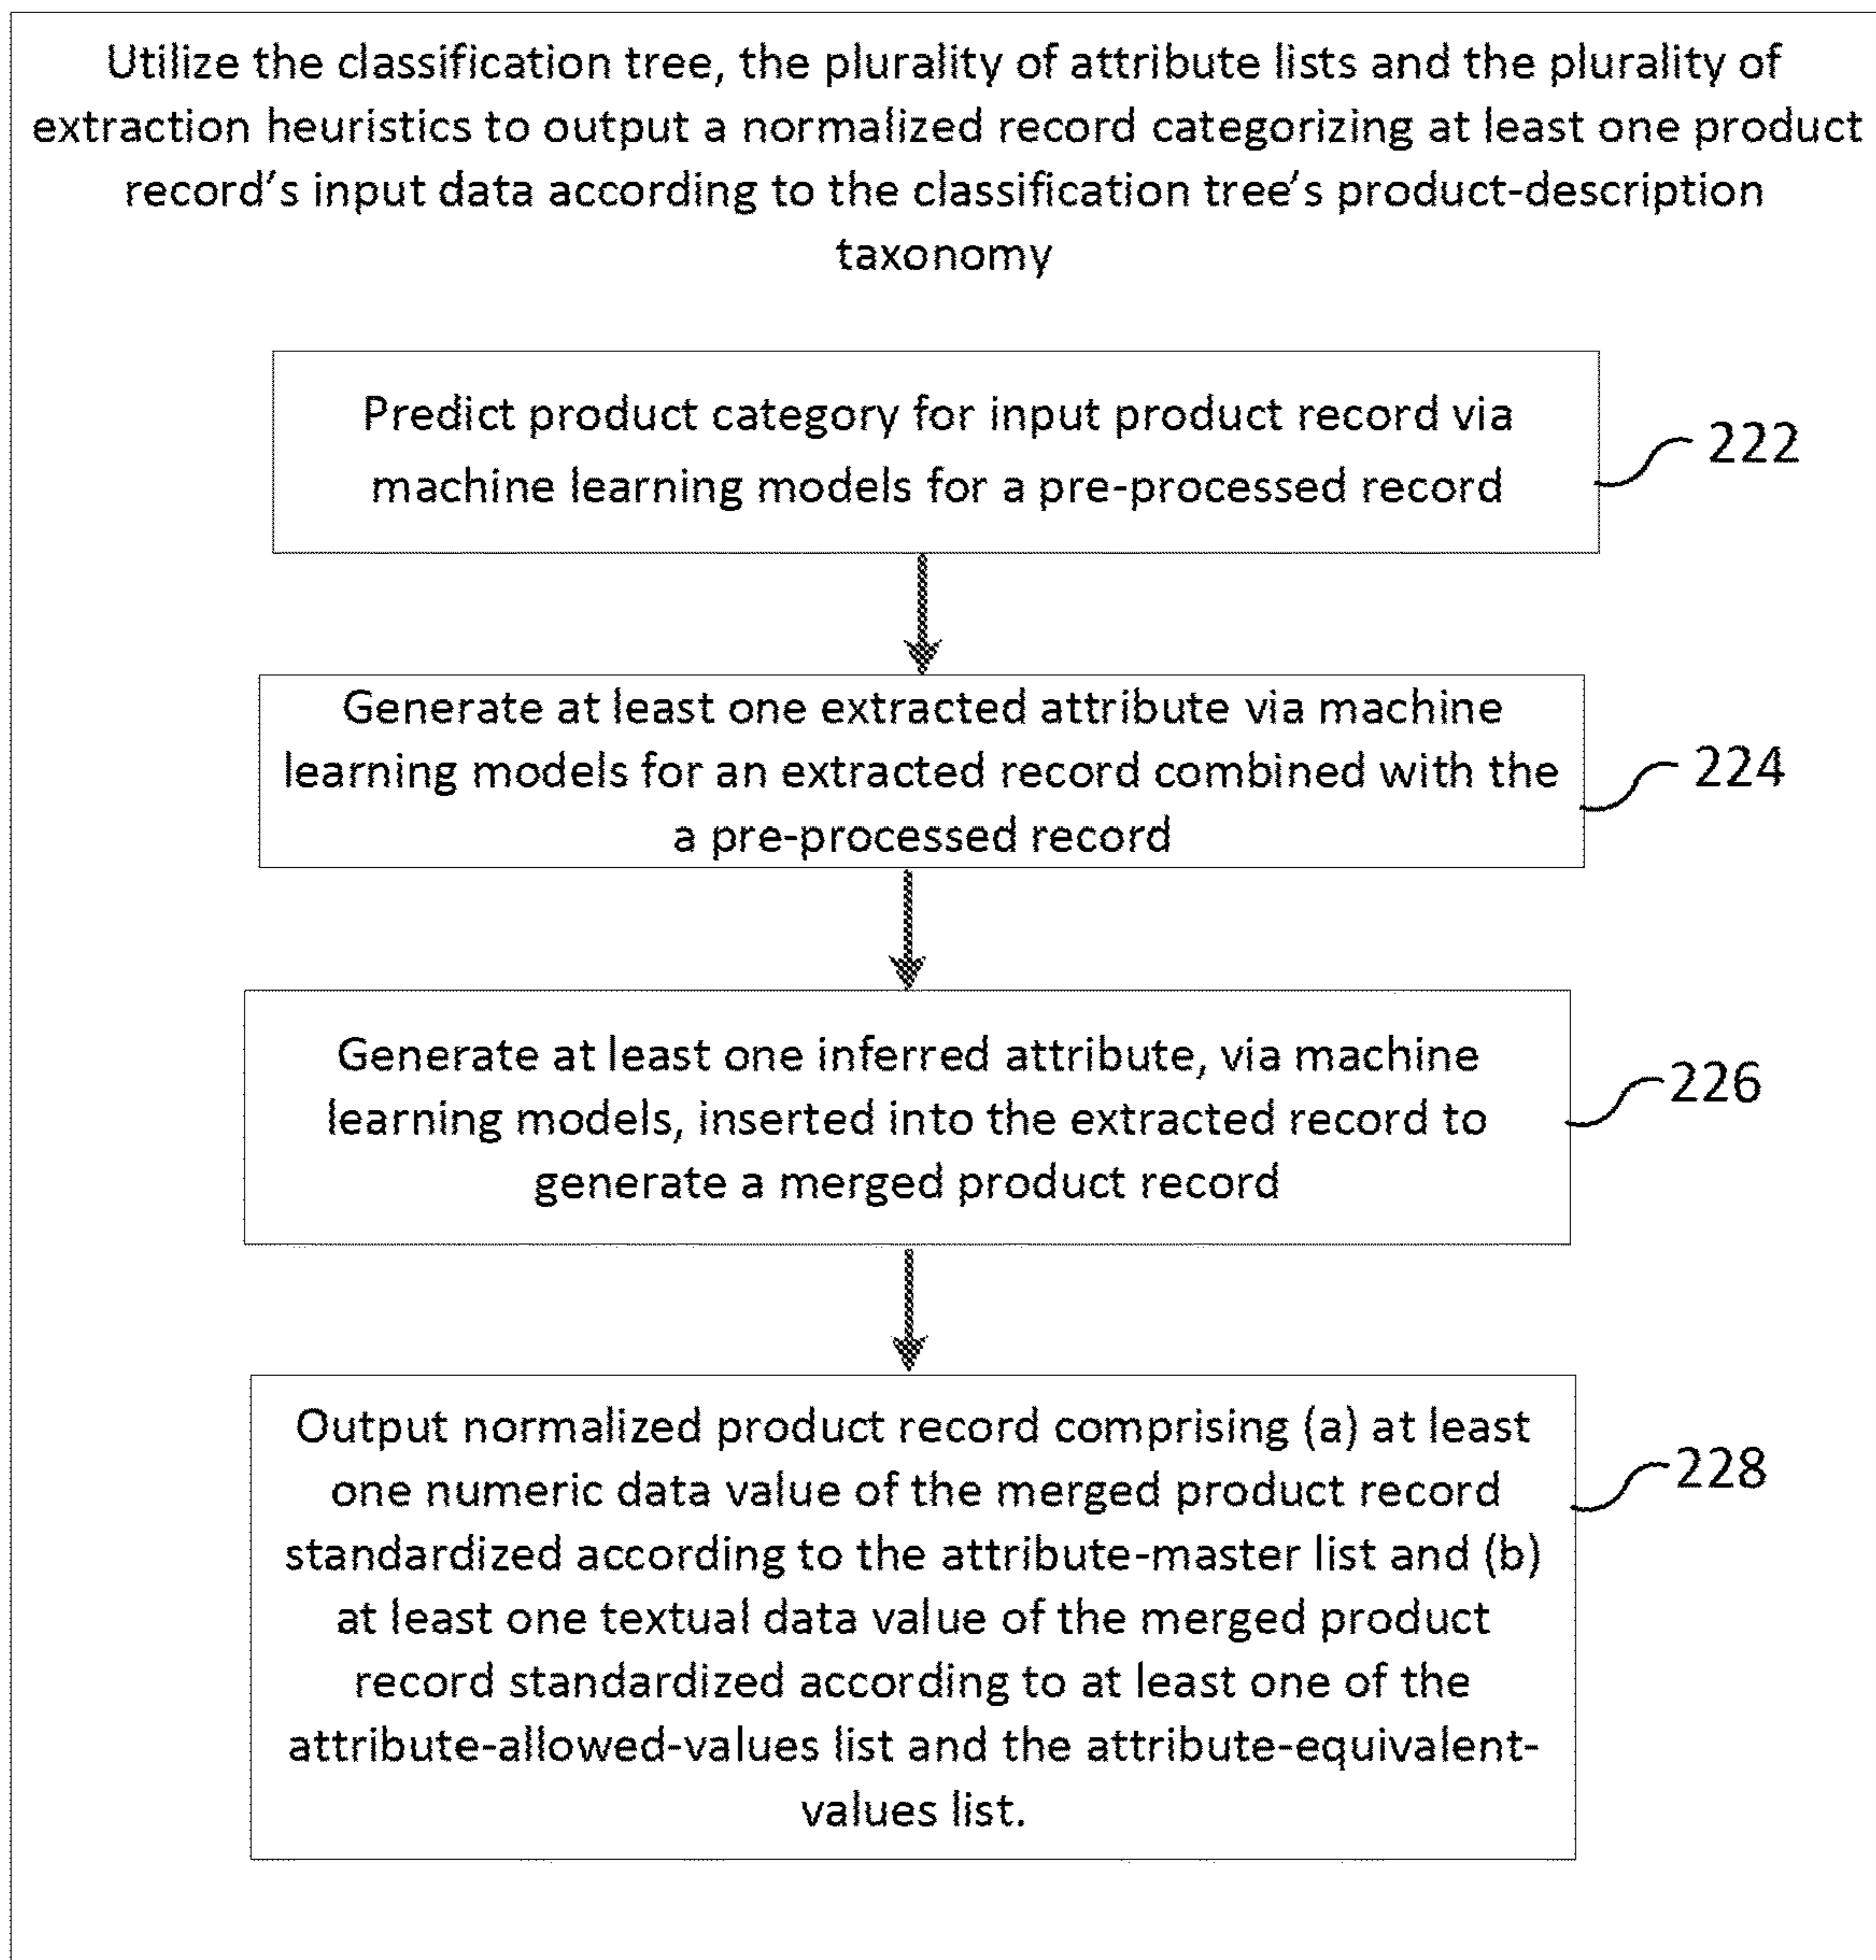 Utilize the classification tree, the plurality of attribute lists and the plurality of
extraction heuristics to output a normalized record categorizing at least one product
record's input data according to the classification tree's product-description
taxonomy
Predict product category for input product record via
machine learning models for a pre-processed record
222
Generate at least one extracted attribute via machine
learning models for an extracted record combined with the
a pre-processed record
224
Generate at least one inferred attribute, via machine
learning models, inserted into the extracted record to
generate a merged product record
226
Output normalized product record comprising (a) at least
one numeric data value of the merged product record
standardized according to the attribute-master list and (b)
at least one textual data value of the merged product
record standardized according to at least one of the
attribute-allowed-values list and the attribute-equivalent-
values list.
228